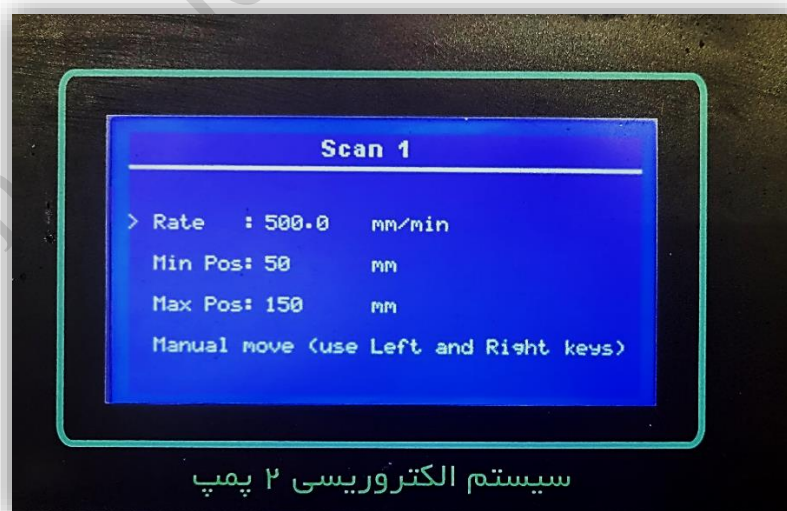 Scan 1
> Rate : 500.0 mm/min
Min Pos: 50 mm
Max Pos: 150 mm
Manual move (use Left and Right keys)
سیستم الکتروریسی ۲ پمپ